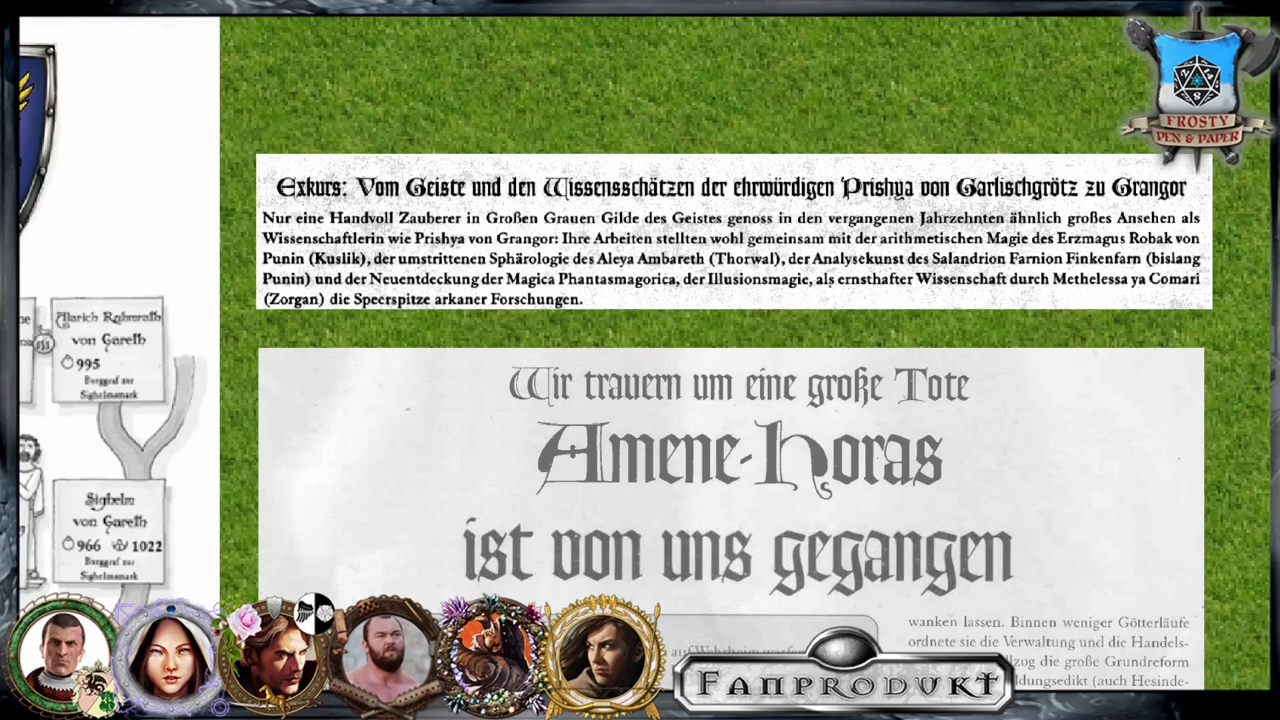 FROSTY
PEN & PAPER
Exkurs: Vom Geiste und den Wissensschätzen der ehrwürdigen Prishya von Garlischgrötz zu Grangor
Nur eine Handvoll Zauberer in Großen Grauen Gilde des Geistes genoss in den vergangenen Jahrzehnten ähnlich großes Ansehen als
Wissenschaftlerin wie Prishya von Grangor: Ihre Arbeiten stellten wohl gemeinsam mit der arithmetischen Magie des Erzmagus Robak von
Punin (Kuslik), der umstrittenen Sphärologie des Aleya Ambareth (Thorwal), der Analysekunst des Salandrion Farnion Finkenfarn (bislang
Punin) und der Neuentdeckung der Magica Phantasmagorica, der Illusionsmagie, als ernsthafter Wissenschaft durch Methelessa ya Comari
(Zorgan) die Speerspitze arkaner Forschungen.
von Gareth
995
Burggraf zur
Sighelmsmark
Sighelm
von Gareth
966 1022
Burggraf zur
Sighelmsmark
Wir trauern um eine große Tote
Amene-Horas
ist von uns gegangen
wanken lassen. Binnen weniger Götterläufe
ordnete sie die Verwaltung und die Handels-
die große Grundreform
(auch Hesinde-
FANPRODUKT